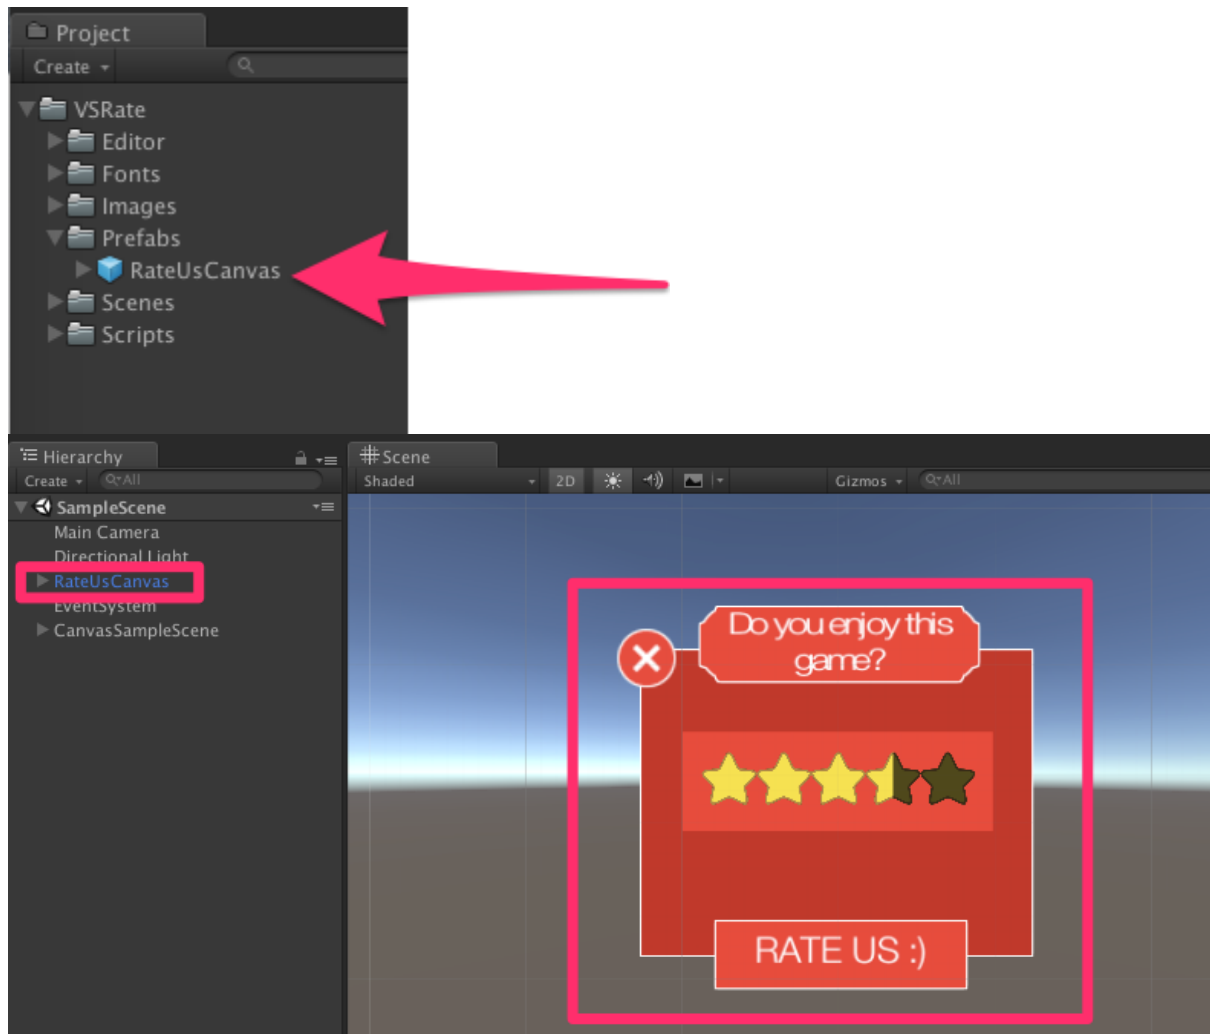 Project
Create
VSRate
Editor
Fonts
Images
Prefabs
RateUsCanvas
Scenes
Scripts
Hierarchy
Create
All
SampleScene
Main Camera
Directional Light
RateUsCanvas
EventSystem
CanvasSampleScene
Scene
Shaded
2D
Gizmos
All
Do you enjoy this
game?
RATE US :)